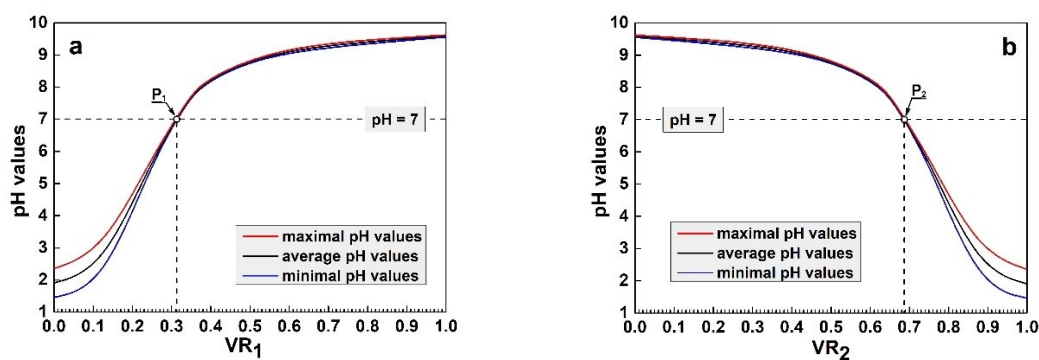 10
9
8
7
6
5
4
3
2
1
pH values
a
P1
pH = 7
maximal pH values
average pH values
minimal pH values
0.0 0.1 0.2 0.3 0.4 0.5 0.6 0.7 0.8 0.9 1.0
VR1
10
9
8
7
6
5
4
3
2
1
pH values
b
P2
pH = 7
maximal pH values
average pH values
minimal pH values
0.0 0.1 0.2 0.3 0.4 0.5 0.6 0.7 0.8 0.9 1.0
VR2